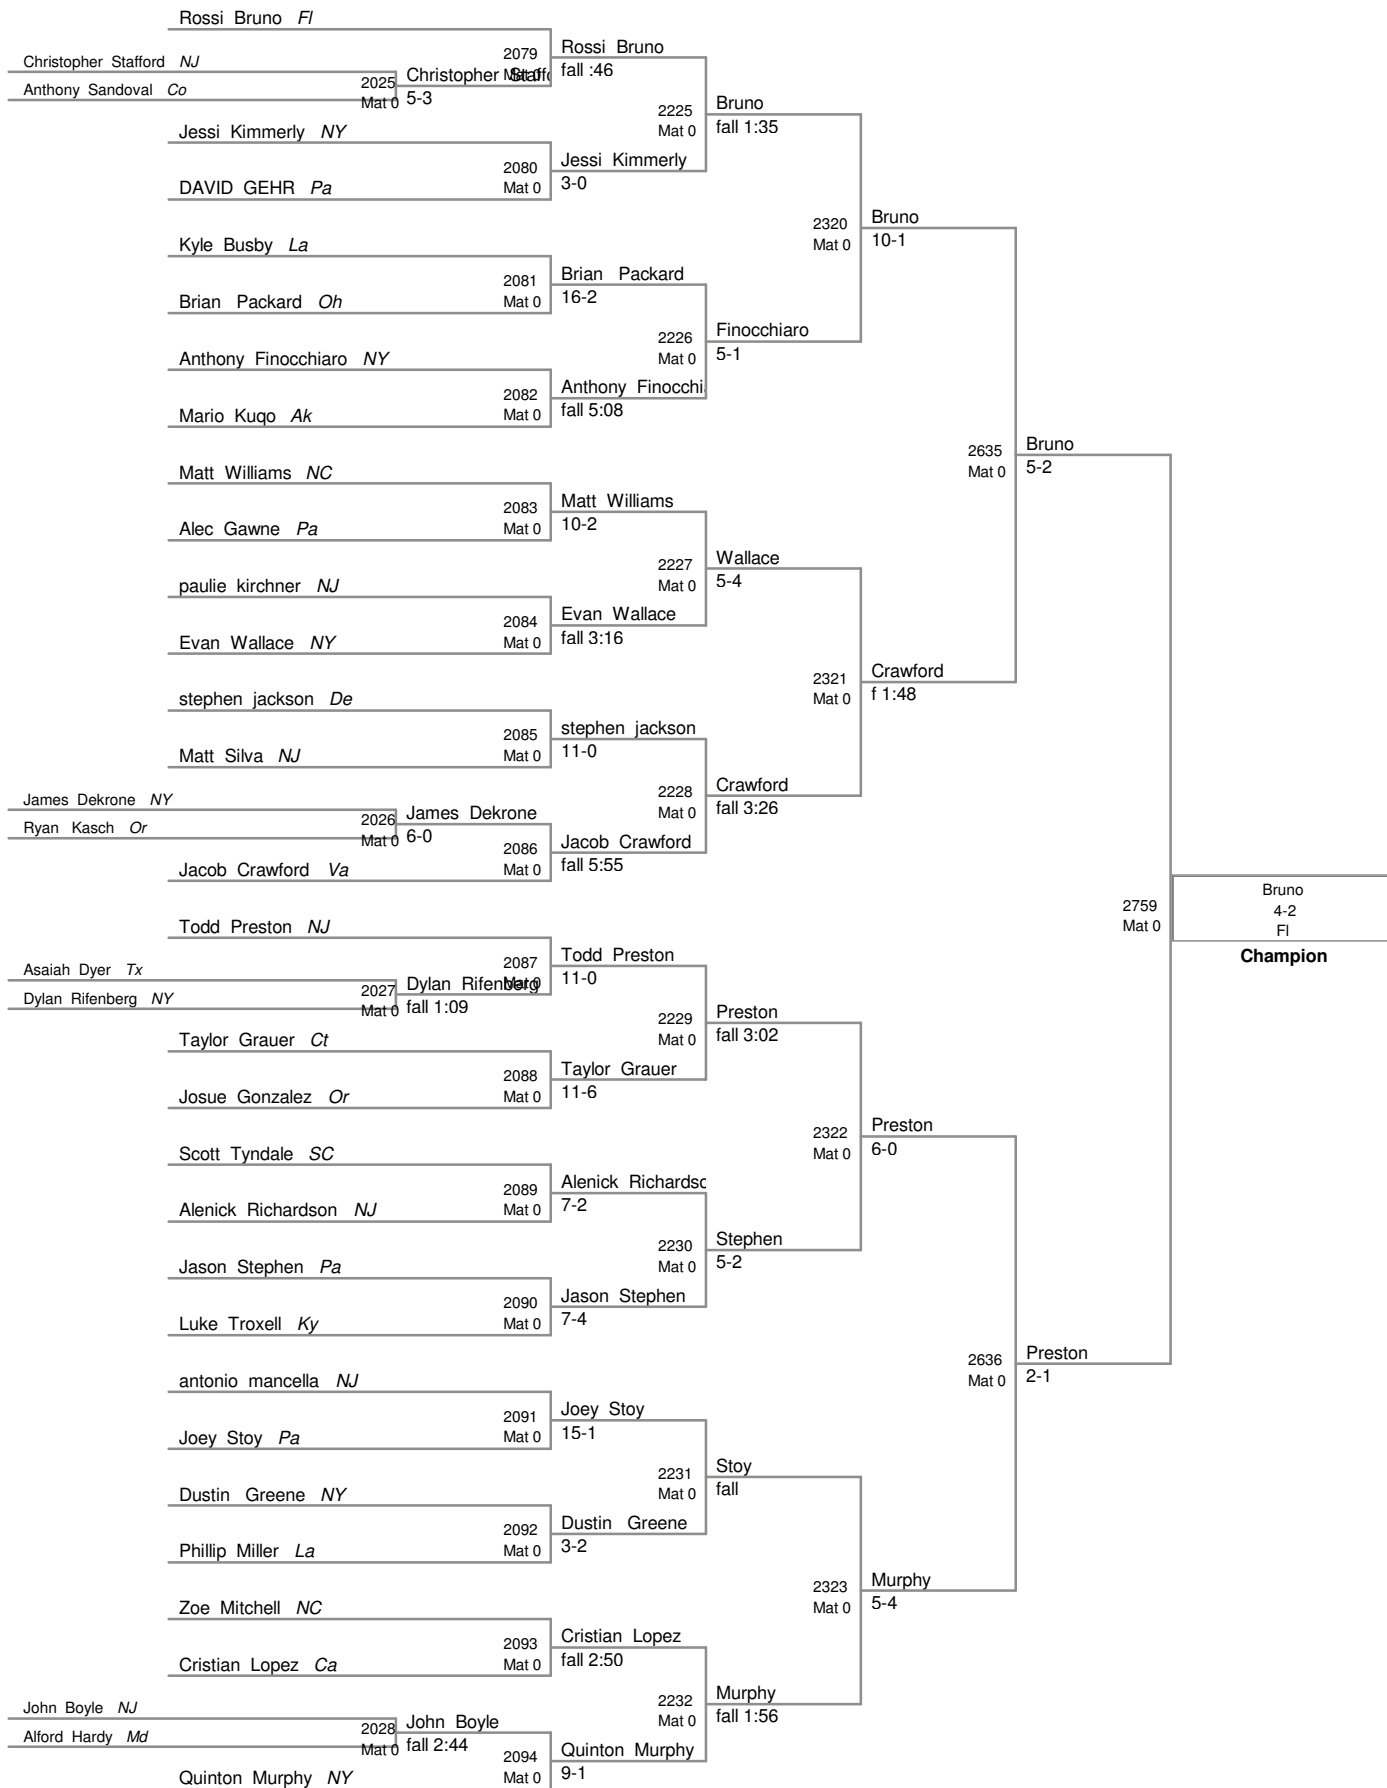 Rossi Bruno Fl
Christopher Stafford NJ
Anthony Sandoval Co
2025
Mat 0
Christopher Staffo
5-3
2079
Mat 0
Rossi Bruno
fall :46
Jessi Kimmerly NY
DAVID GEHR Pa
2080
Mat 0
Jessi Kimmerly
3-0
2225
Mat 0
Bruno
fall 1:35
Kyle Busby La
Brian Packard Oh
2081
Mat 0
Brian Packard
16-2
Anthony Finocchiaro NY
Mario Kuqo Ak
2082
Mat 0
Anthony Finocchi
fall 5:08
2226
Mat 0
Finocchiaro
5-1
2320
Mat 0
Bruno
10-1
Matt Williams NC
Alec Gawne Pa
2083
Mat 0
Matt Williams
10-2
paulie kirchner NJ
Evan Wallace NY
2084
Mat 0
Evan Wallace
fall 3:16
2227
Mat 0
Wallace
5-4
stephen jackson De
Matt Silva NJ
2085
Mat 0
stephen jackson
11-0
James Dekrone NY
Ryan Kasch Or
2026
Mat 0
James Dekrone
6-0
Jacob Crawford Va
2086
Mat 0
Jacob Crawford
fall 5:55
2228
Mat 0
Crawford
fall 3:26
2321
Mat 0
Crawford
f 1:48
2635
Mat 0
Bruno
5-2
Todd Preston NJ
Asaiah Dyer Tx
Dylan Rifenberg NY
2027
Mat 0
Dylan Rifenberg
fall 1:09
2087
Mat 0
Todd Preston
11-0
Taylor Grauer Ct
Josue Gonzalez Or
2088
Mat 0
Taylor Grauer
11-6
2229
Mat 0
Preston
fall 3:02
Scott Tyndale SC
Alenick Richardson NJ
2089
Mat 0
Alenick Richardso
7-2
Jason Stephen Pa
Luke Troxell Ky
2090
Mat 0
Jason Stephen
7-4
2230
Mat 0
Stephen
5-2
2322
Mat 0
Preston
6-0
antonio mancella NJ
Joey Stoy Pa
2091
Mat 0
Joey Stoy
15-1
Dustin Greene NY
Phillip Miller La
2092
Mat 0
Dustin Greene
3-2
2231
Mat 0
Stoy
fall
Zoe Mitchell NC
Cristian Lopez Ca
2093
Mat 0
Cristian Lopez
fall 2:50
John Boyle NJ
Alford Hardy Md
2028
Mat 0
John Boyle
fall 2:44
Quinton Murphy NY
2094
Mat 0
Quinton Murphy
9-1
2232
Mat 0
Murphy
fall 1:56
2323
Mat 0
Murphy
5-4
2636
Mat 0
Preston
2-1
2759
Mat 0
Bruno
4-2
Fl
Champion